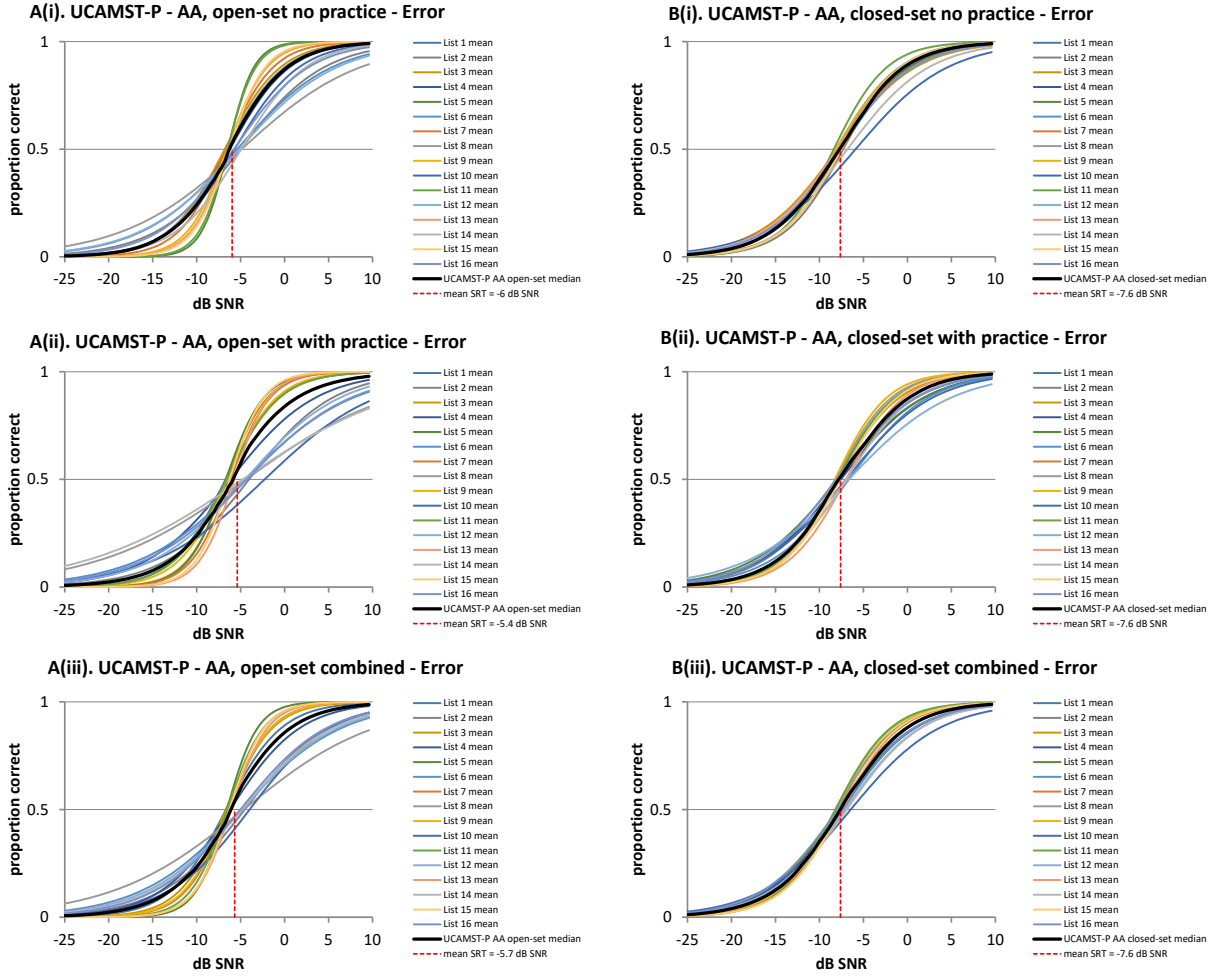 A(i). UCAMST-P - AA, open-set no practice - Error
proportion correct
1
0.5
0
-25 -20 -15 -10 -5 0 5 10
dB SNR
List 1 mean
List 2 mean
List 3 mean
List 4 mean
List 5 mean
List 6 mean
List 7 mean
List 8 mean
List 9 mean
List 10 mean
List 11 mean
List 12 mean
List 13 mean
List 14 mean
List 15 mean
List 16 mean
UCAMST-P AA open-set median
mean SRT = -6 dB SNR
B(i). UCAMST-P - AA, closed-set no practice - Error
proportion correct
1
0.5
0
-25 -20 -15 -10 -5 0 5 10
dB SNR
List 1 mean
List 2 mean
List 3 mean
List 4 mean
List 5 mean
List 6 mean
List 7 mean
List 8 mean
List 9 mean
List 10 mean
List 11 mean
List 12 mean
List 13 mean
List 14 mean
List 15 mean
List 16 mean
UCAMST-P AA closed-set median
mean SRT = -7.6 dB SNR
A(ii). UCAMST-P - AA, open-set with practice - Error
proportion correct
1
0.5
0
-25 -20 -15 -10 -5 0 5 10
dB SNR
List 1 mean
List 2 mean
List 3 mean
List 4 mean
List 5 mean
List 6 mean
List 7 mean
List 8 mean
List 9 mean
List 10 mean
List 11 mean
List 12 mean
List 13 mean
List 14 mean
List 15 mean
List 16 mean
UCAMST-P AA open-set median
mean SRT = -5.4 dB SNR
B(ii). UCAMST-P - AA, closed-set with practice - Error
proportion correct
1
0.5
0
-25 -20 -15 -10 -5 0 5 10
dB SNR
List 1 mean
List 2 mean
List 3 mean
List 4 mean
List 5 mean
List 6 mean
List 7 mean
List 8 mean
List 9 mean
List 10 mean
List 11 mean
List 12 mean
List 13 mean
List 14 mean
List 15 mean
List 16 mean
UCAMST-P AA closed-set median
mean SRT = -7.6 dB SNR
A(iii). UCAMST-P - AA, open-set combined - Error
proportion correct
1
0.5
0
-25 -20 -15 -10 -5 0 5 10
dB SNR
List 1 mean
List 2 mean
List 3 mean
List 4 mean
List 5 mean
List 6 mean
List 7 mean
List 8 mean
List 9 mean
List 10 mean
List 11 mean
List 12 mean
List 13 mean
List 14 mean
List 15 mean
List 16 mean
UCAMST-P AA open-set median
mean SRT = -5.7 dB SNR
B(iii). UCAMST-P - AA, closed-set combined - Error
proportion correct
1
0.5
0
-25 -20 -15 -10 -5 0 5 10
dB SNR
List 1 mean
List 2 mean
List 3 mean
List 4 mean
List 5 mean
List 6 mean
List 7 mean
List 8 mean
List 9 mean
List 10 mean
List 11 mean
List 12 mean
List 13 mean
List 14 mean
List 15 mean
List 16 mean
UCAMST-P AA closed-set median
mean SRT = -7.6 dB SNR